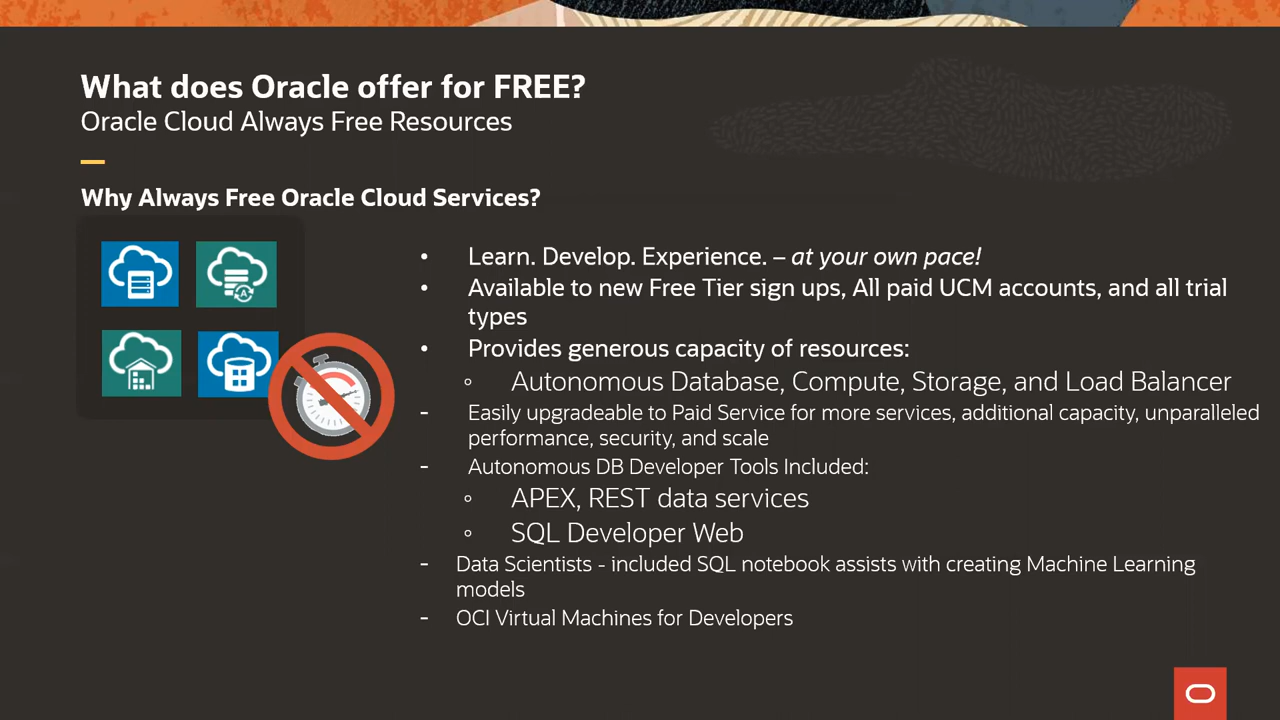 What does Oracle offer for FREE?
Oracle Cloud Always Free Resources
Why Always Free Oracle Cloud Services?
• Learn. Develop. Experience. – at your own pace!
• Available to new Free Tier sign ups, All paid UCM accounts, and all trial
types
• Provides generous capacity of resources:
◦ Autonomous Database, Compute, Storage, and Load Balancer
- Easily upgradeable to Paid Service for more services, additional capacity, unparalleled
performance, security, and scale
- Autonomous DB Developer Tools Included:
◦ APEX, REST data services
◦ SQL Developer Web
- Data Scientists - included SQL notebook assists with creating Machine Learning
models
- OCI Virtual Machines for Developers